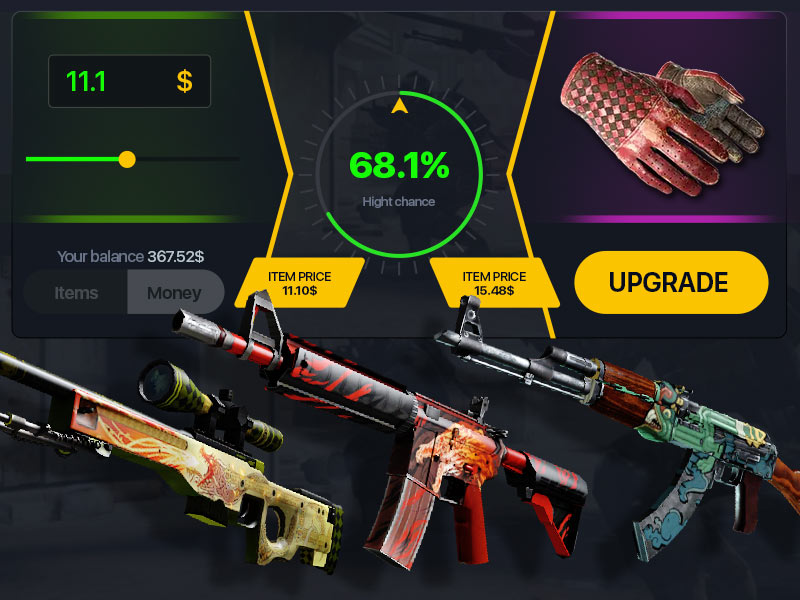 11.1 $
68.1%
Hight chance
Your balance 367.52$
Items Money
ITEM PRICE
11.10$
ITEM PRICE
15.48$
UPGRADE